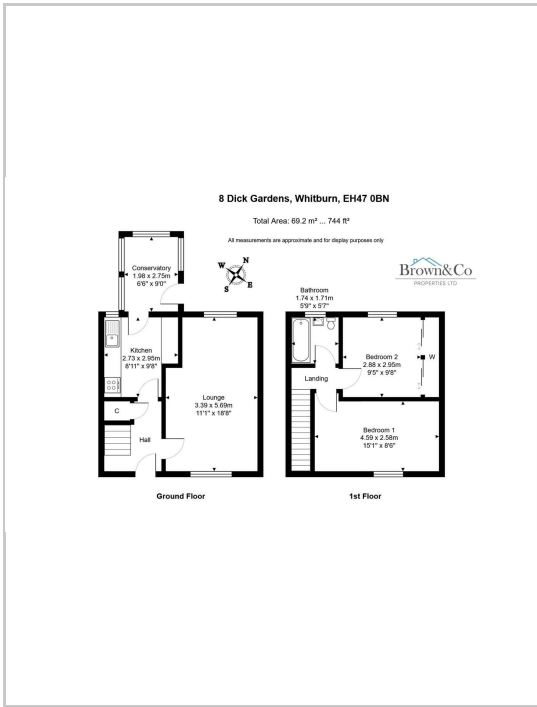 8 Dick Gardens, Whitburn, EH47 0BN
Total Area: 69.2 m² ... 744 ft²
All measurements are approximate and for display purposes only
Brown&Co
PROPERTIES LTD
N
W
S
E
Conservatory
1.98 x 2.75m
6'6" x 9'0"
Kitchen
2.73 x 2.95m
8'11" x 9'8"
C
Hall
Lounge
3.39 x 5.69m
11'1" x 18'8"
Ground Floor
Bathroom
1.74 x 1.71m
5'9" x 5'7"
Bedroom 2
2.88 x 2.95m
9'5" x 9'8"
W
Landing
Bedroom 1
4.59 x 2.58m
15'1" x 8'6"
1st Floor